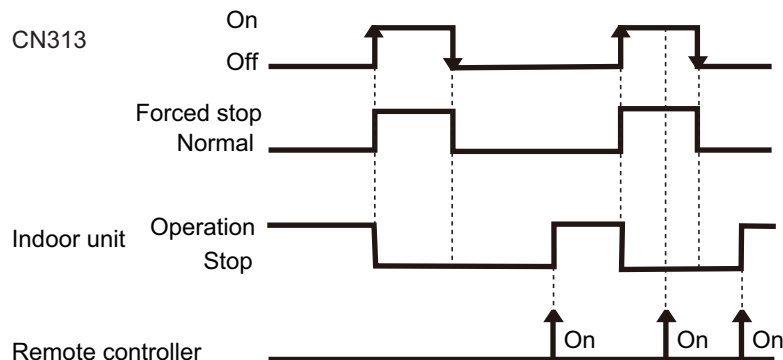 On
CN313
Off
Forced stop
Normal
Operation
Indoor unit
Stop
On On On
Remote controller